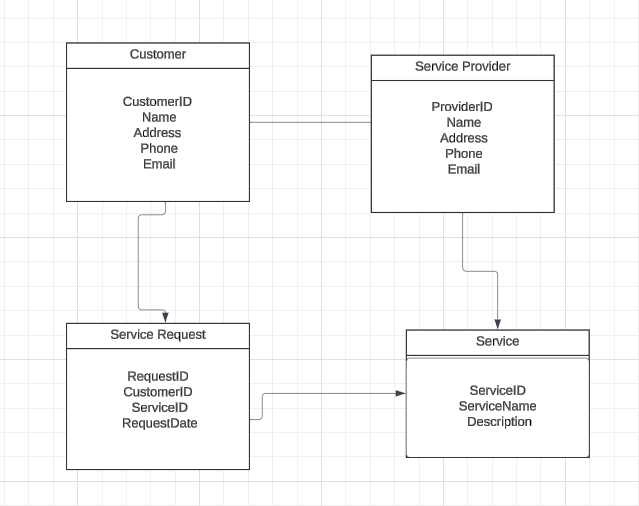 Customer
CustomerID
Name
Address
Phone
Email
Service Provider
ProviderID
Name
Address
Phone
Email
Service Request
RequestID
CustomerID
ServiceID
RequestDate
Service
ServiceID
ServiceName
Description